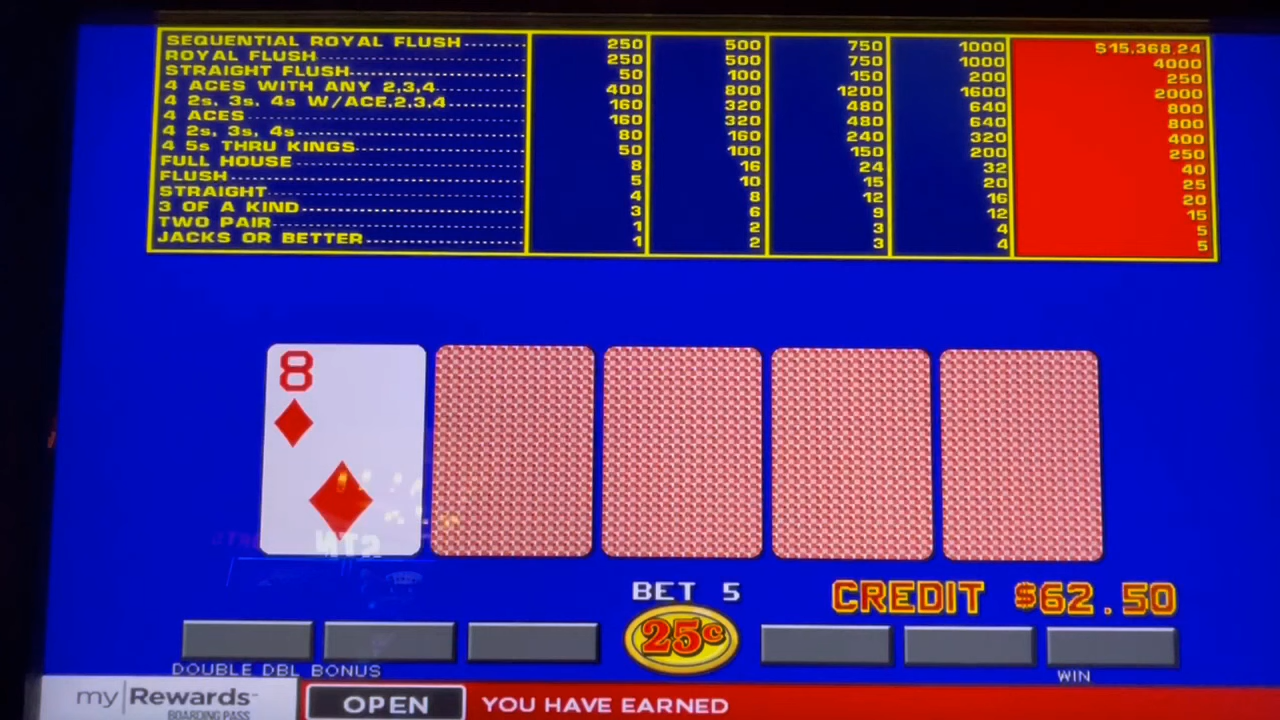 SEQUENTIAL ROYAL FLUSH 250 500 750 1000 $15,368.24
ROYAL FLUSH 250 500 750 1000 4000
STRAIGHT FLUSH 50 100 150 200 250
4 ACES WITH ANY 2,3,4 400 800 1200 1600 2000
4 2s, 3s, 4s W/ACE,2,3,4 160 320 480 640 800
4 ACES 160 320 480 640 800
4 2s, 3s, 4s 80 160 240 320 400
4 5s THRU KINGS 50 100 150 200 250
FULL HOUSE 8 16 24 32 40
FLUSH 5 10 15 20 25
STRAIGHT 4 8 12 16 20
3 OF A KIND 3 6 9 12 15
TWO PAIR 1 2 3 4 5
JACKS OR BETTER 1 2 3 4 5
8
BET 5
CREDIT $62.50
25¢
DOUBLE DBL BONUS
WIN
my|Rewards
BOARDING PASS
OPEN
YOU HAVE EARNED